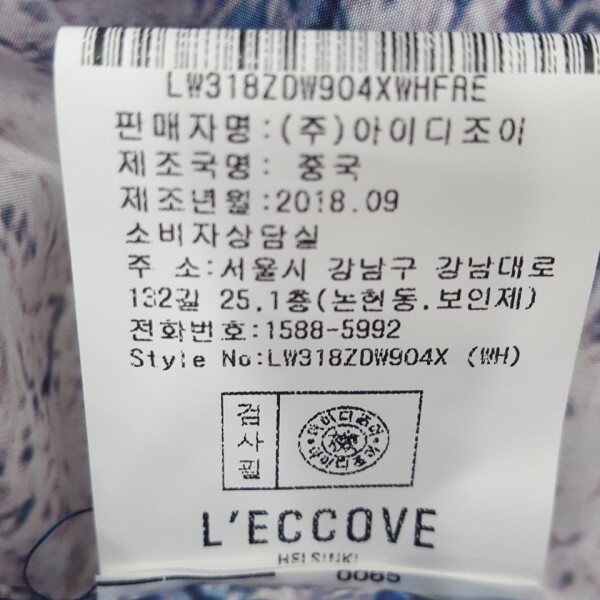 LW318ZDW904XWHFRE
판매자명:(주)아이디조이
제조국명: 중국
제조년월:2018.09
소비자상담실
주 소:서울시 강남구 강남대로
132길 25.1층(논현동.보인제)
전화번호:1588-5992
Style No:LW318ZDW904X (WH)
검사필
L'ECCOVE
HELSINKI
0065